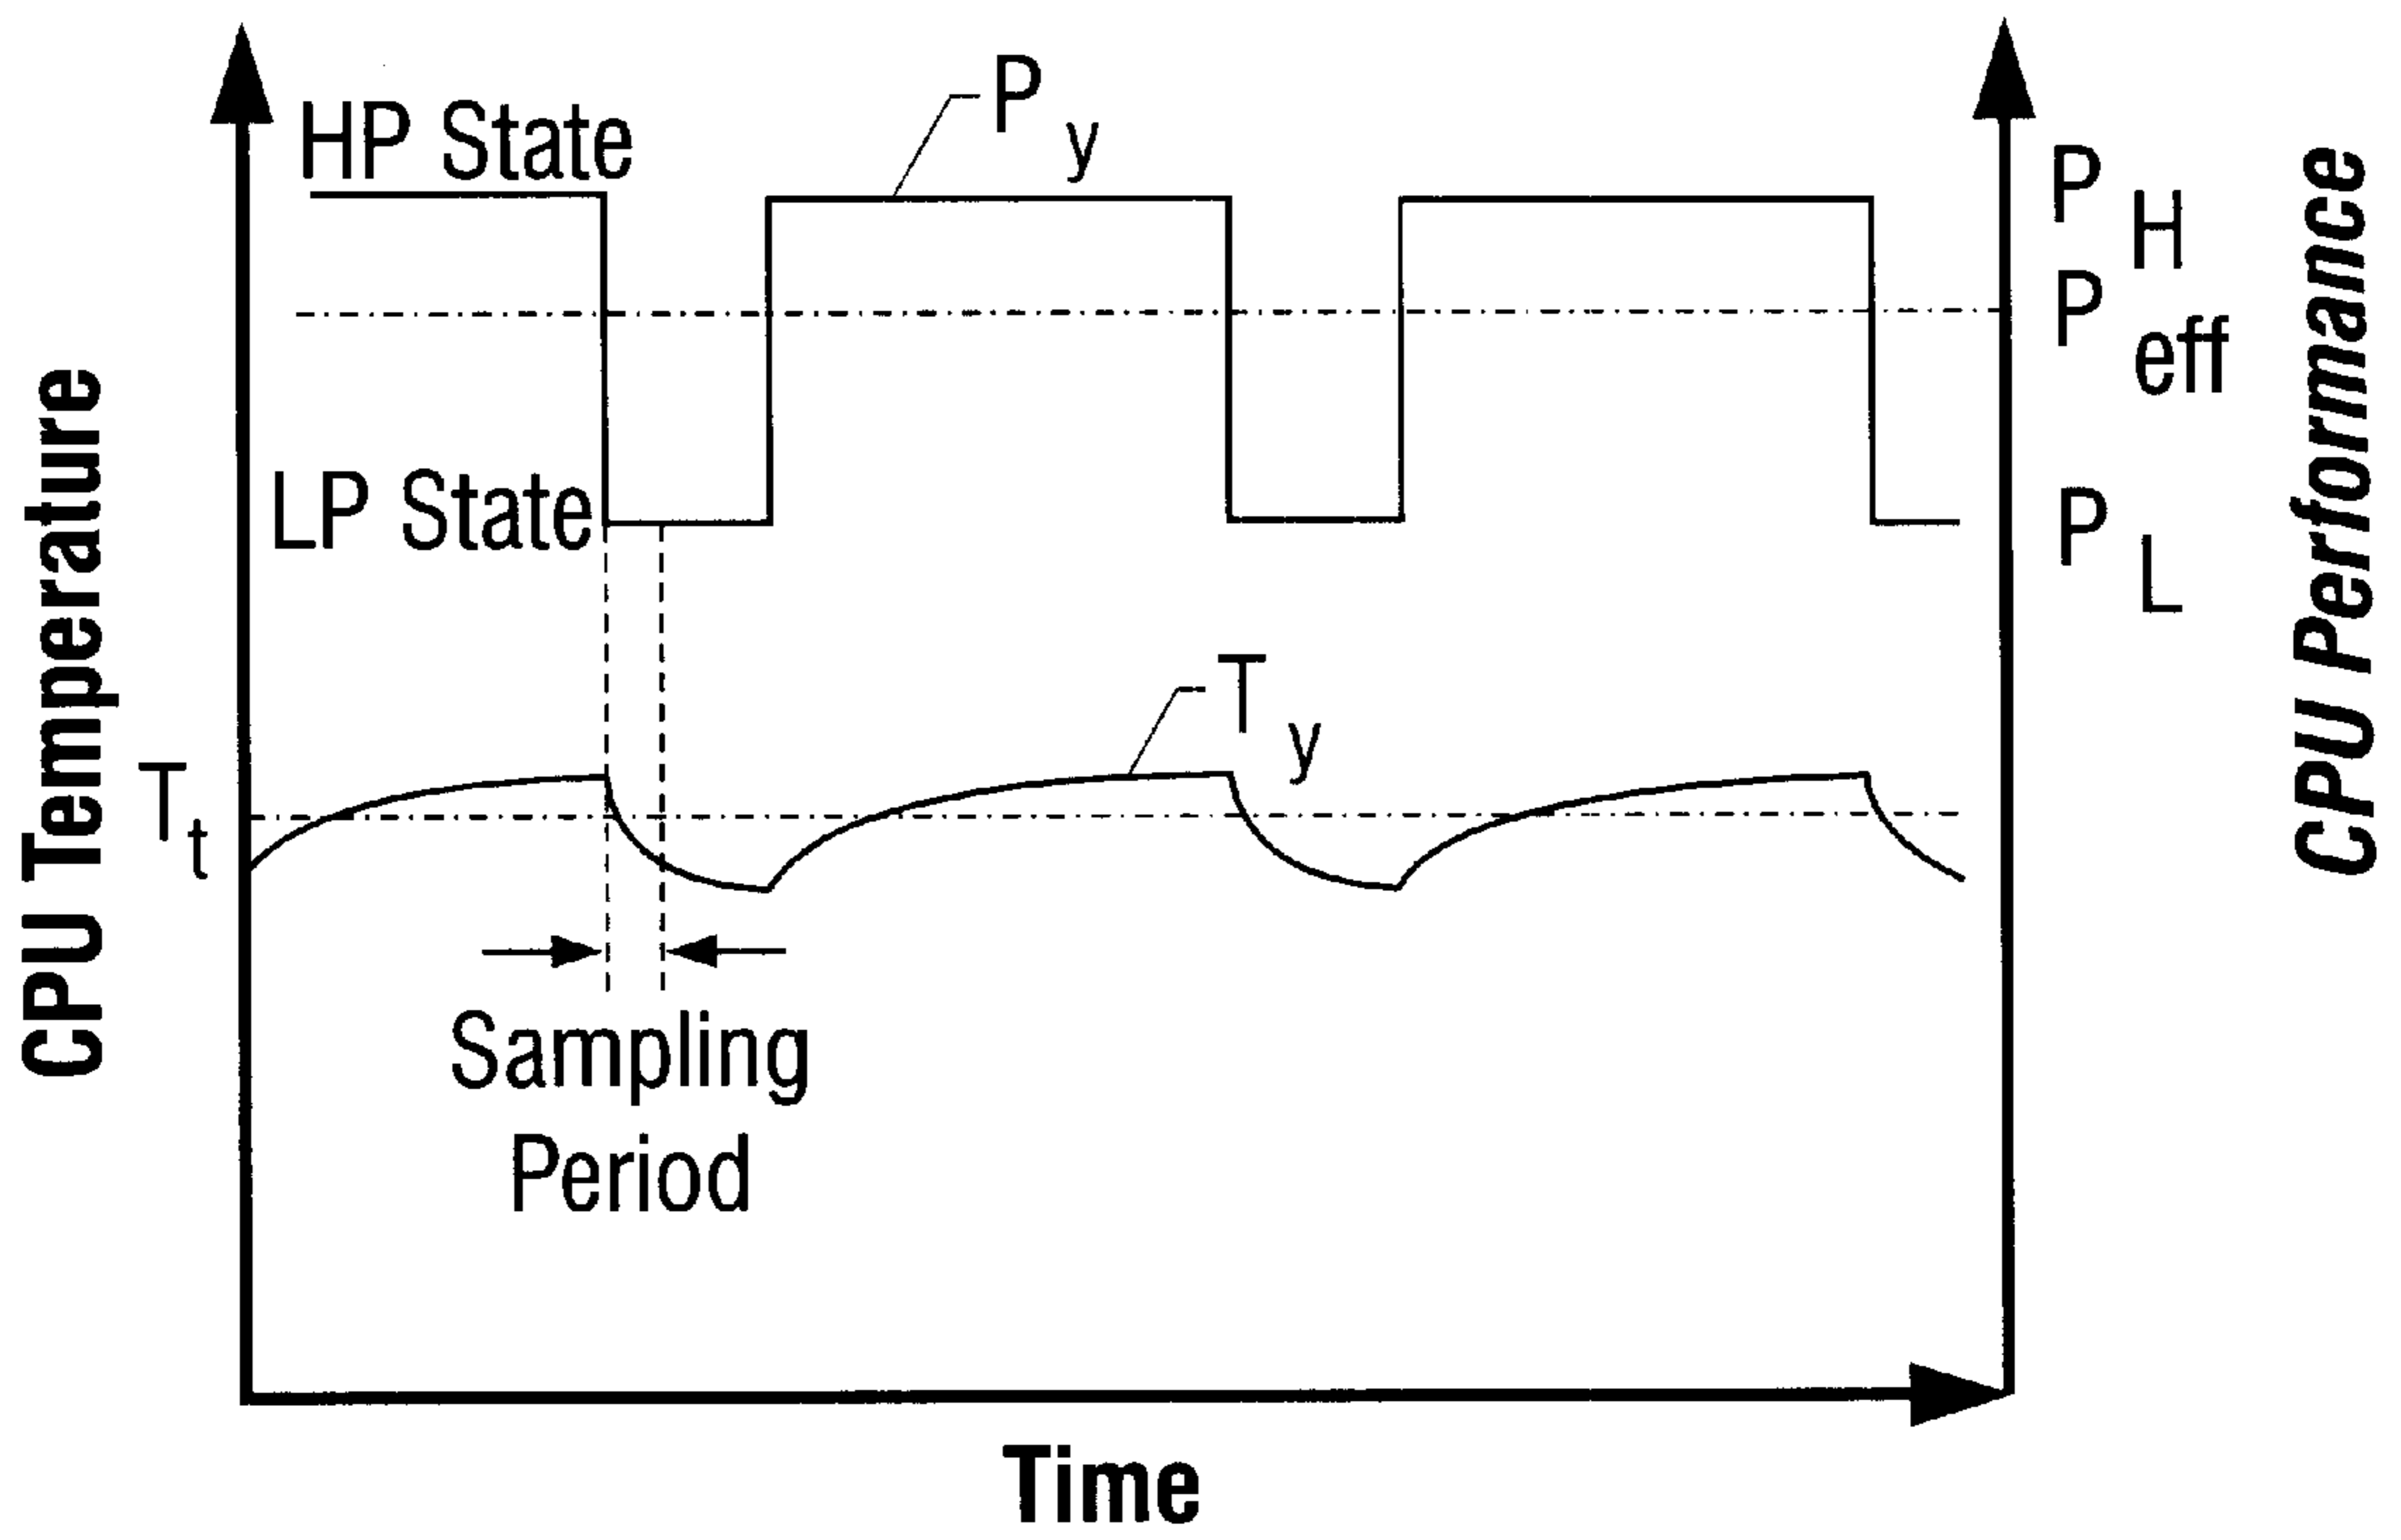 HP State
P y
P H
P eff
LP State
P L
CPU Temperature
CPU Performance
T y
T t
Sampling
Period
Time